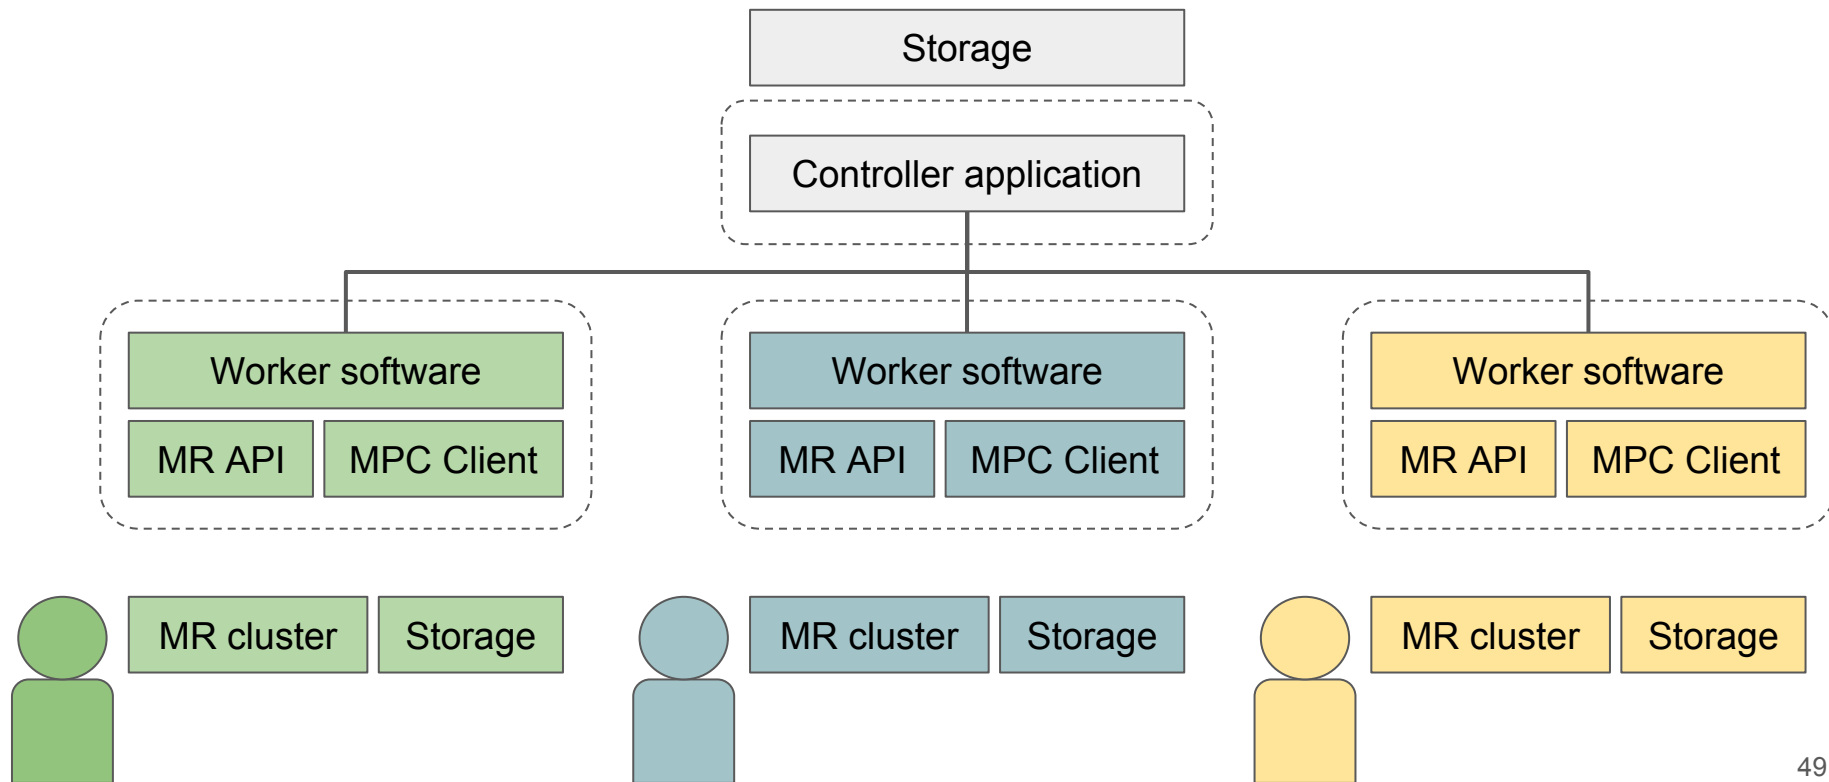 Storage
Controller application
Worker software
Worker software
Worker software
MR API
MPC Client
MR API
MPC Client
MR API
MPC Client
MR cluster
Storage
MR cluster
Storage
MR cluster
Storage
49